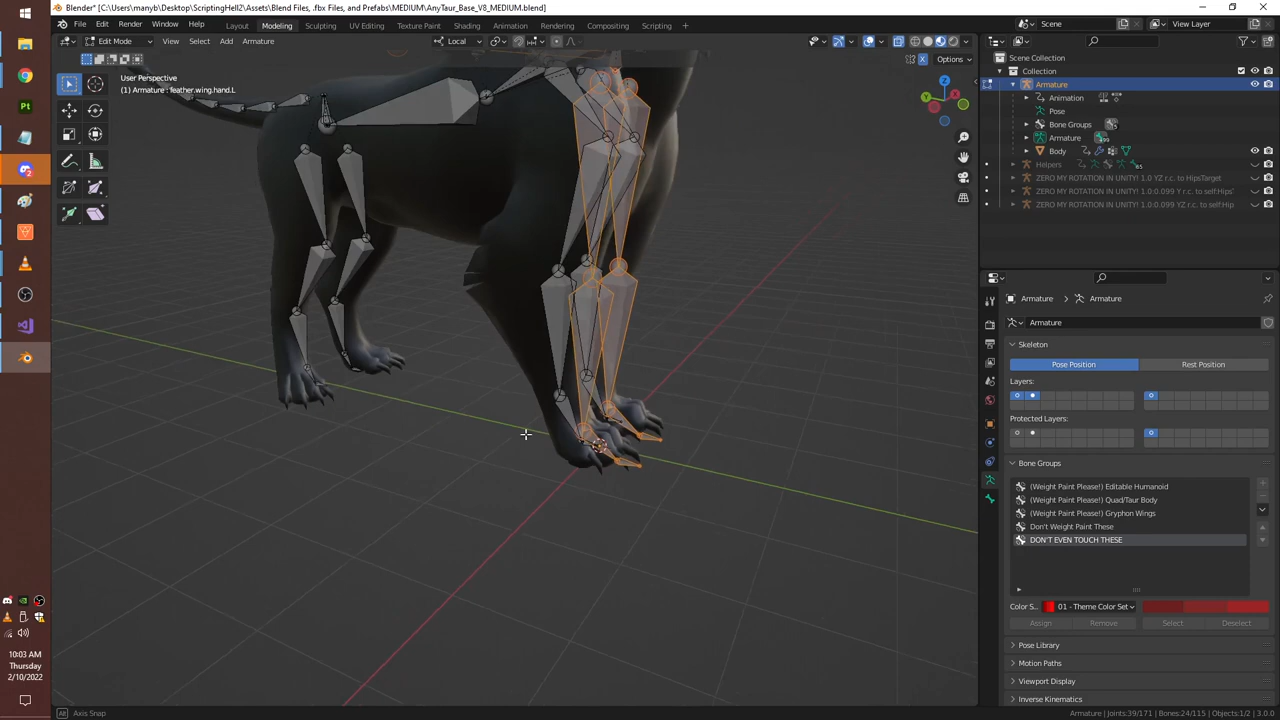 Blender* [C:\Users\manyb\Desktop\ScriptingHell2\Assets\Blend Files, .fbx Files, and Prefabs\MEDIUM\AnyTaur_Base_V8_MEDIUM.blend]
File Edit Render Window Help Layout Modeling Sculpting UV Editing Texture Paint Shading Animation Rendering Compositing Scripting
Scene View Layer
Edit Mode View Select Add Armature Local
X Options
User Perspective
(1) Armature : feather.wing.hand.L
Z
X
Y
Scene Collection
Collection
Armature
Animation
Pose
Bone Groups 5
Armature 99
Body
Helpers 65
ZERO MY ROTATION IN UNITY! 1.0 YZ r.c. to HipsTarget
ZERO MY ROTATION IN UNITY! 1.0:0.099 Y r.c. to self:Hips
ZERO MY ROTATION IN UNITY! 1.0:0.099 YZ r.c. to self:Hip
Armature > Armature
Armature
Skeleton
Pose Position Rest Position
Layers:
Protected Layers:
Bone Groups
(Weight Paint Please!) Editable Humanoid
(Weight Paint Please!) Quad/Taur Body
(Weight Paint Please!) Gryphon Wings
Don't Weight Paint These
DON'T EVEN TOUCH THESE
Color S... 01 - Theme Color Set
Assign Remove Select Deselect
Pose Library
Motion Paths
Viewport Display
Inverse Kinematics
Pt
10:03 AM
Thursday
2/10/2022
Alt Axis Snap
Armature | Joints:39/171 | Bones:24/115 | Objects:1/2 | 3.0.0